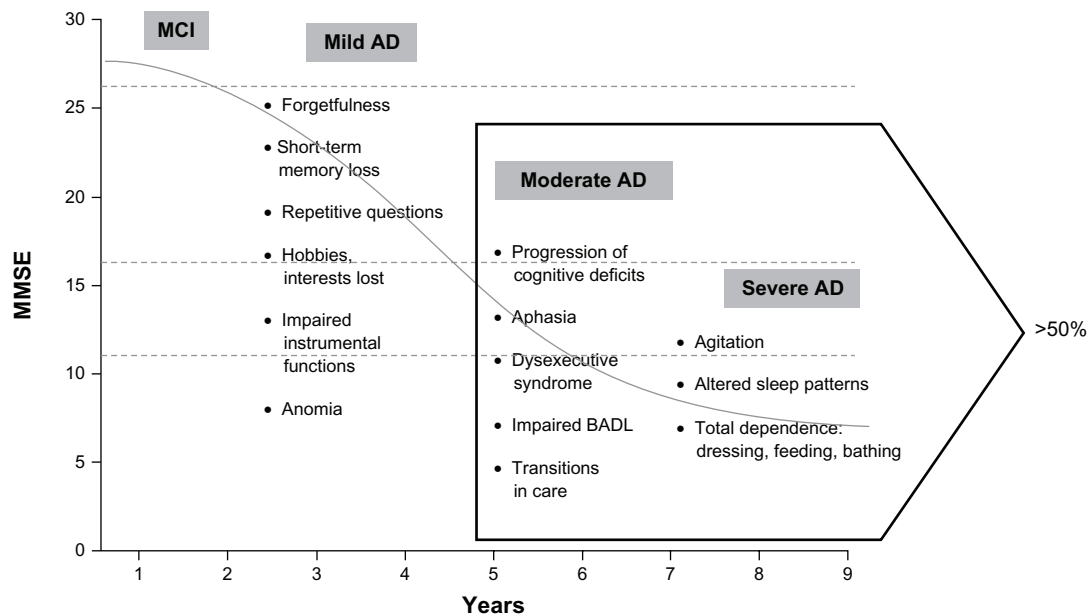 MCI
Mild AD
• Forgetfulness
• Short-term
memory loss
• Repetitive questions
• Hobbies,
interests lost
• Impaired
instrumental
functions
• Anomia
Moderate AD
• Progression of
cognitive deficits
• Aphasia
• Dysexecutive
syndrome
• Impaired BADL
• Transitions
in care
Severe AD
• Agitation
• Altered sleep patterns
• Total dependence:
dressing, feeding, bathing
>50%
MMSE
30
25
20
15
10
5
0
1 2 3 4 5 6 7 8 9
Years